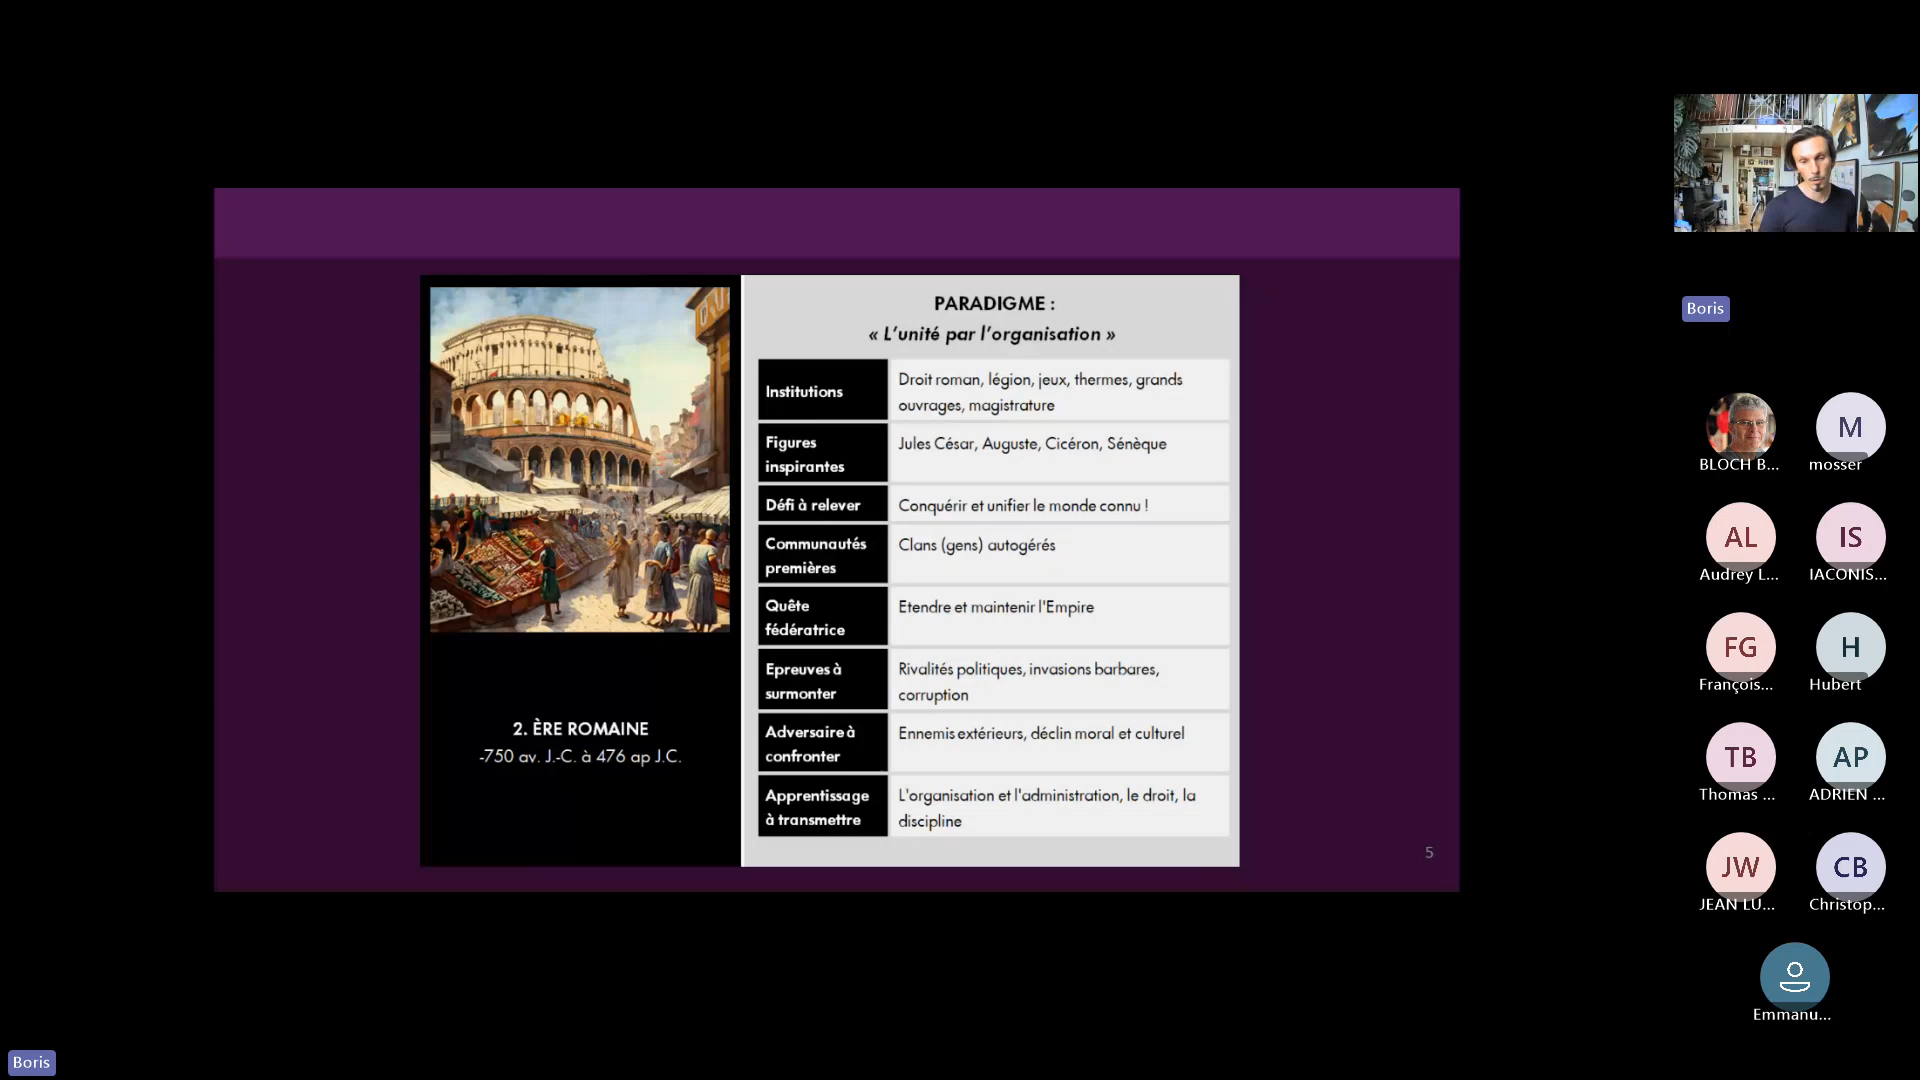 PARADIGME :
« L'unité par l'organisation »
Institutions
Droit roman, légion, jeux, thermes, grands
ouvrages, magistrature
Figures
inspirantes
Jules César, Auguste, Cicéron, Sénèque
Défi à relever
Conquérir et unifier le monde connu !
Communautés
premières
Clans (gens) autogérés
Quête
fédératrice
Etendre et maintenir l'Empire
Epreuves à
surmonter
Rivalités politiques, invasions barbares,
corruption
Adversaire à
confronter
Ennemis extérieurs, déclin moral et culturel
Apprentissage
à transmettre
L'organisation et l'administration, le droit, la
discipline
2. ÈRE ROMAINE
-750 av. J.-C. à 476 ap J.C.
5
Boris
BLOCH B...
M
mosser
AL
Audrey L...
IS
IACONIS...
FG
François...
H
Hubert
TB
Thomas ...
AP
ADRIEN ...
JW
JEAN LU...
CB
Christop...
Emmanu...
Boris